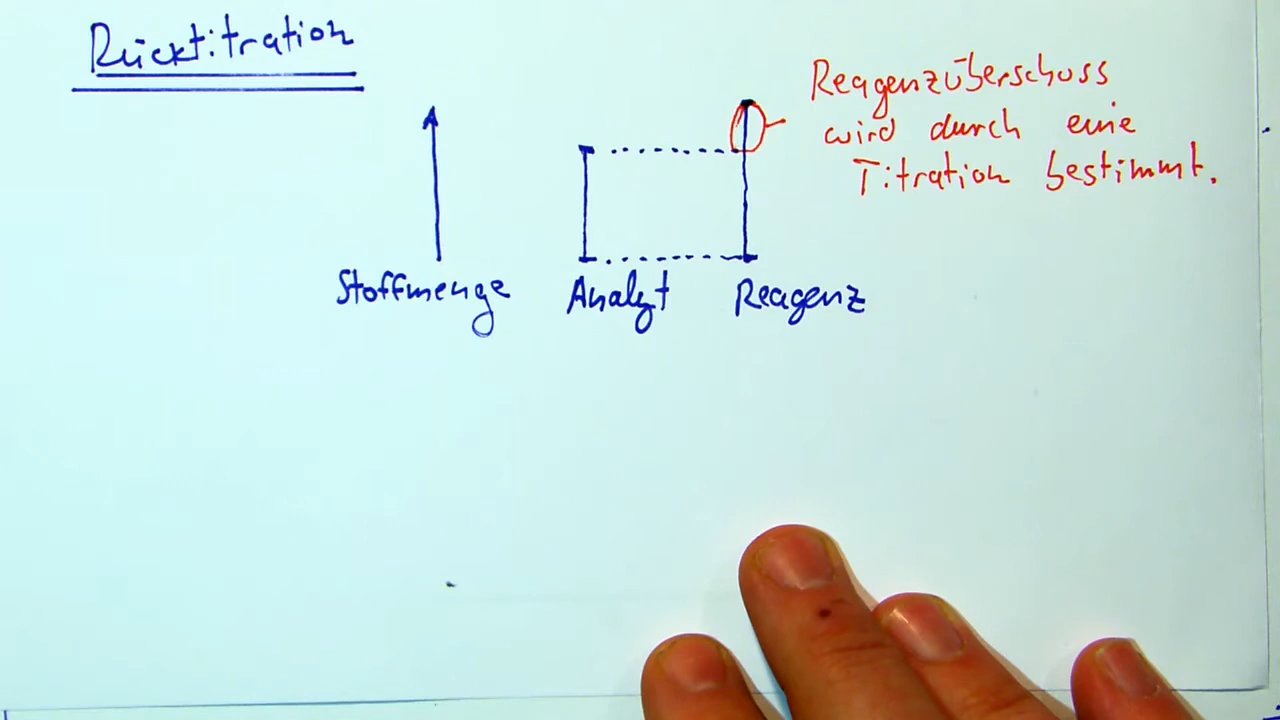 Rücktitration
Reagenzüberschuss
wird durch eine
Titration bestimmt.
Stoffmenge Analyt Reagenz